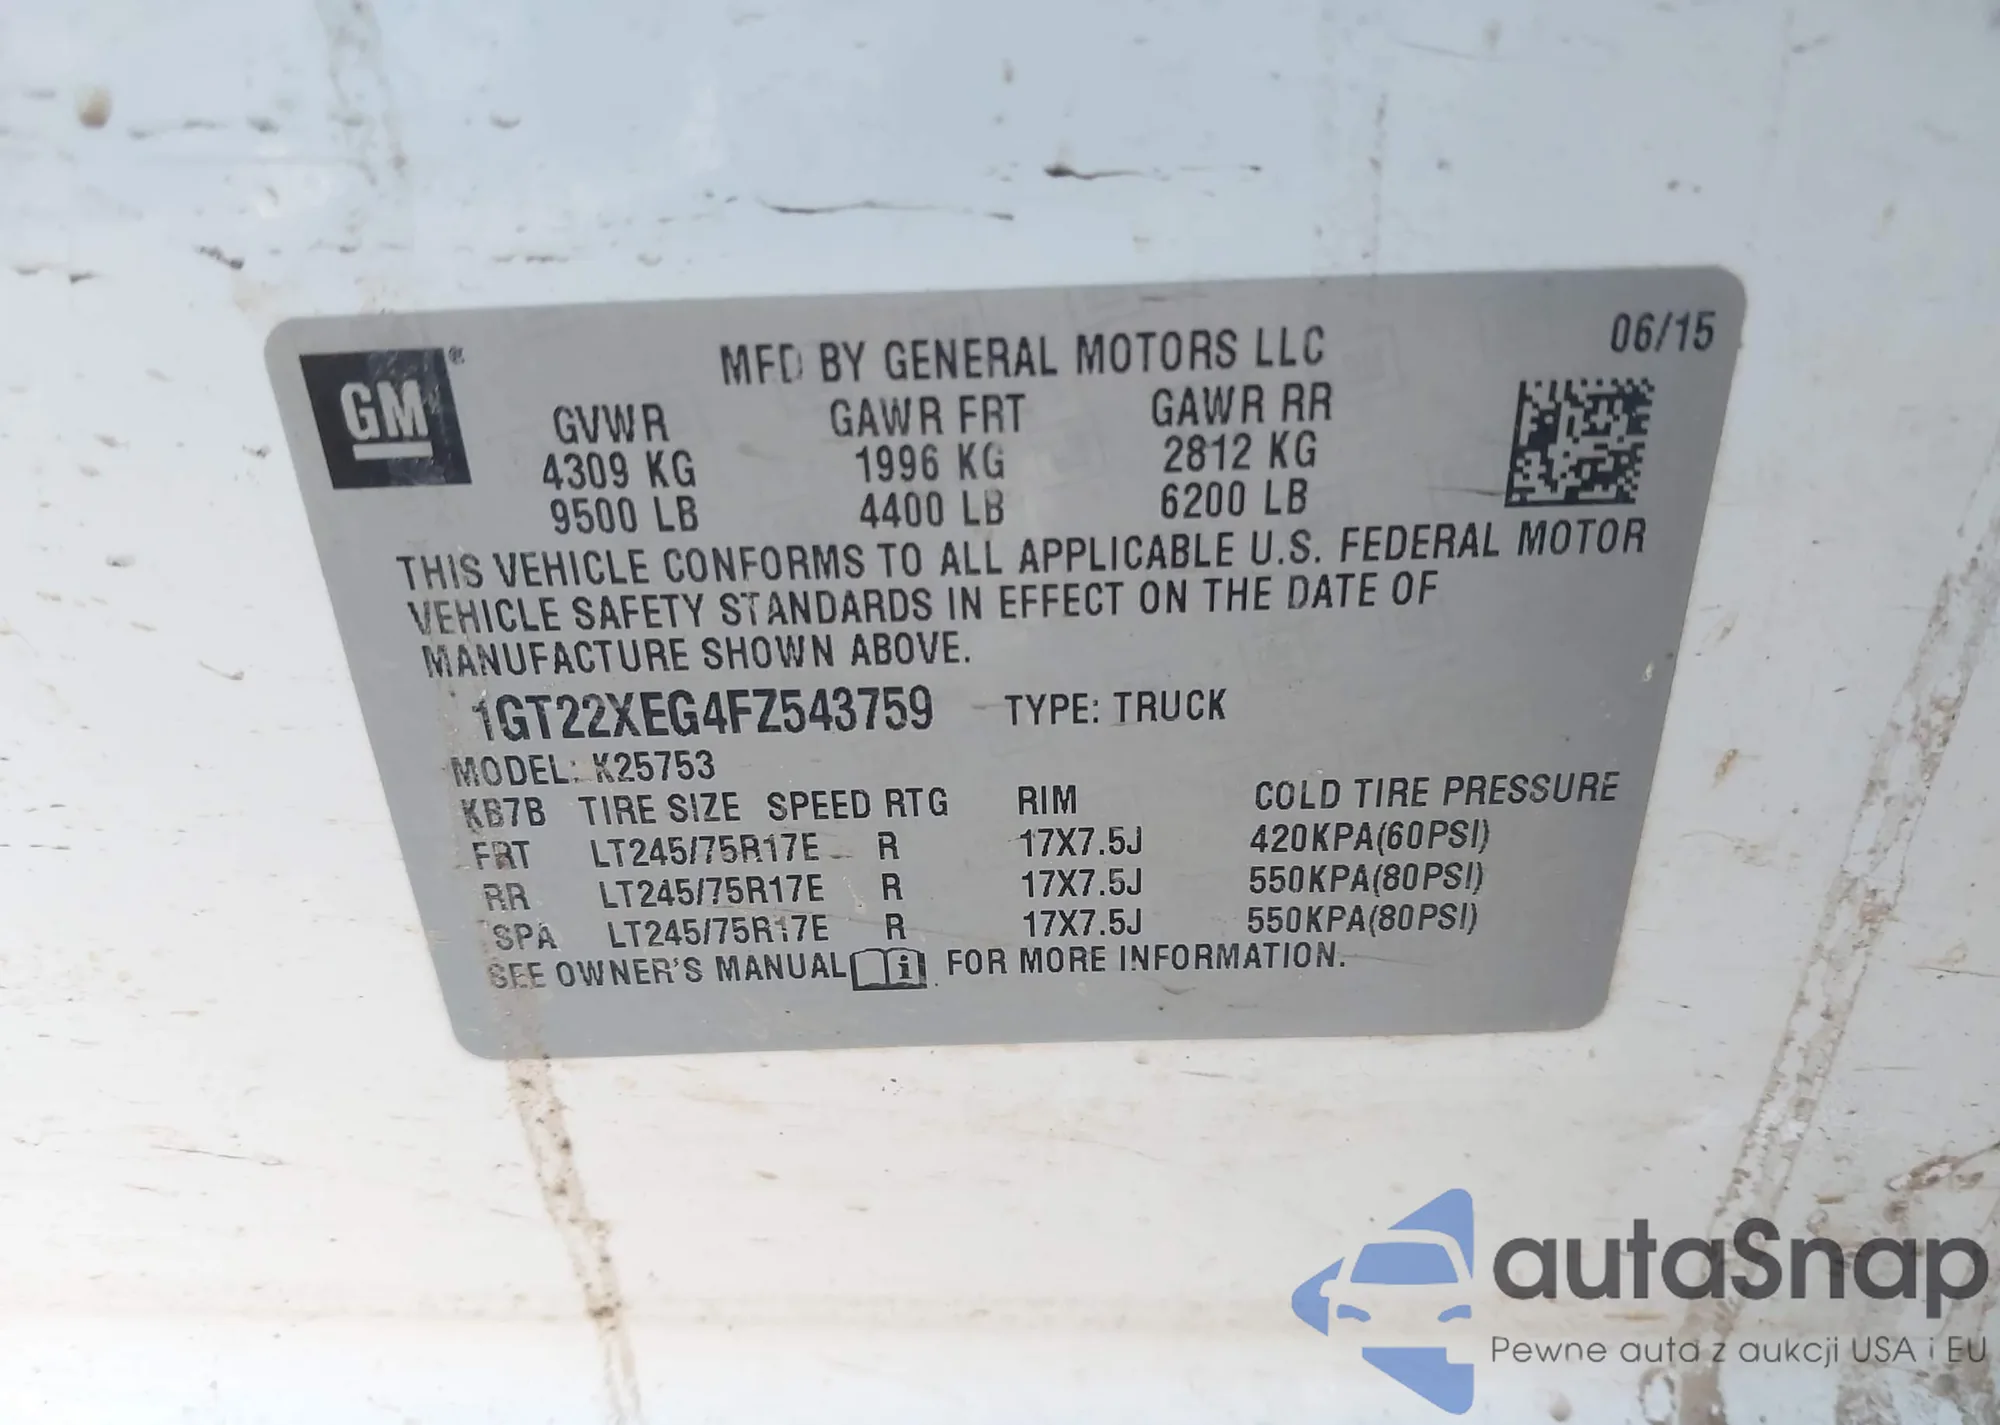 GM®
MFD BY GENERAL MOTORS LLC 06/15
GVWR GAWR FRT GAWR RR
4309 KG 1996 KG 2812 KG
9500 LB 4400 LB 6200 LB
THIS VEHICLE CONFORMS TO ALL APPLICABLE U.S. FEDERAL MOTOR
VEHICLE SAFETY STANDARDS IN EFFECT ON THE DATE OF
MANUFACTURE SHOWN ABOVE.
1GT22XEG4FZ543759 TYPE: TRUCK
MODEL: K25753
KB7B TIRE SIZE SPEED RTG RIM COLD TIRE PRESSURE
FRT LT245/75R17E R 17X7.5J 420KPA(60PSI)
RR LT245/75R17E R 17X7.5J 550KPA(80PSI)
SPA LT245/75R17E R 17X7.5J 550KPA(80PSI)
SEE OWNER'S MANUAL i FOR MORE INFORMATION.
autaSnap
Pewne auta z aukcji USA i EU